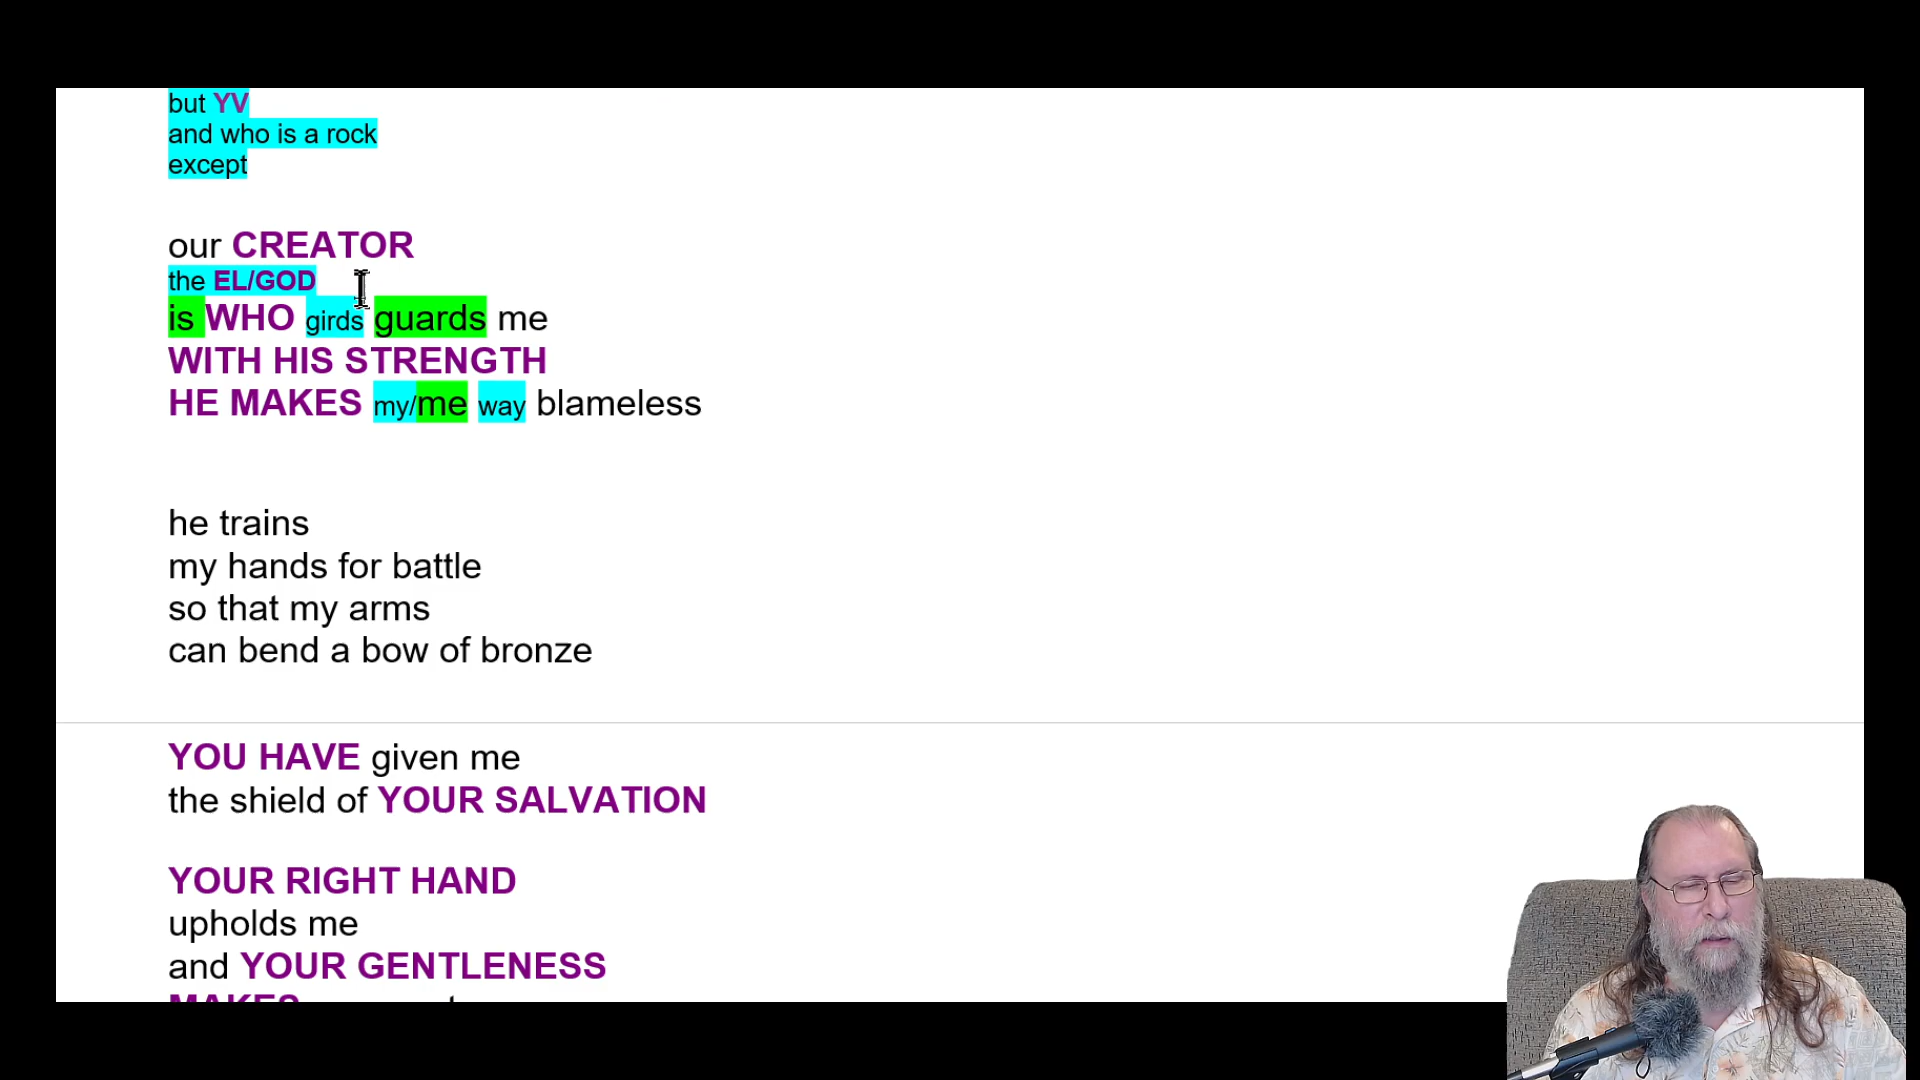 but YV
and who is a rock
except
our CREATOR
the EL/GOD
is WHO girds guards me
WITH HIS STRENGTH
HE MAKES my/me way blameless
he trains
my hands for battle
so that my arms
can bend a bow of bronze
YOU HAVE given me
the shield of YOUR SALVATION
YOUR RIGHT HAND
upholds me
and YOUR GENTLENESS
MAKES